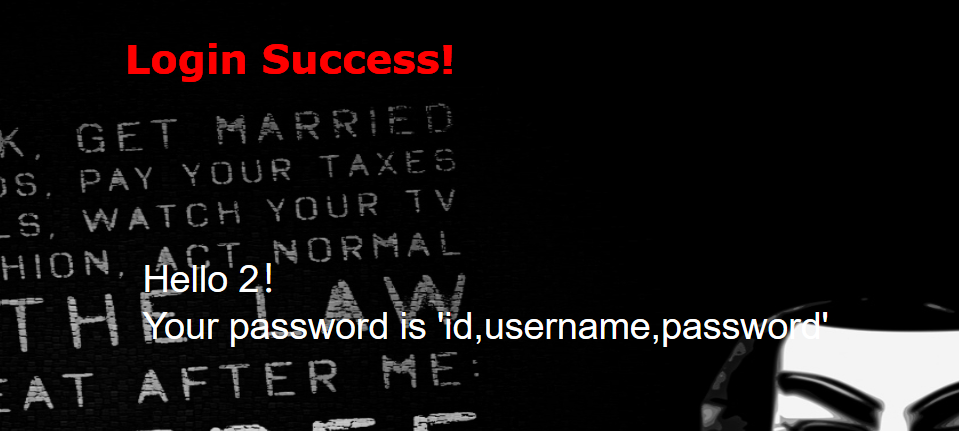 Login Success!
K, GET MARRIED
DS, PAY YOUR TAXES
LS, WATCH YOUR TV
HION, ACT NORMAL
Hello 2！
THE LAW
Your password is 'id,username,password'
EAT AFTER ME: